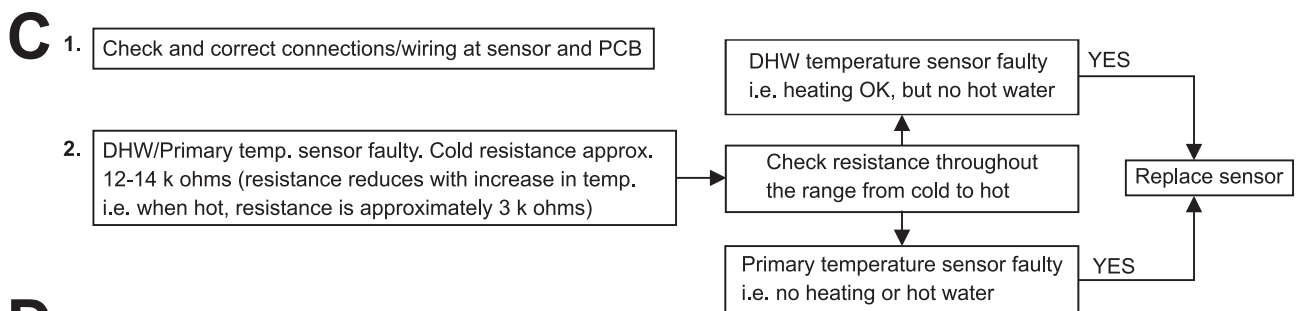 C 1. Check and correct connections/wiring at sensor and PCB
2. DHW/Primary temp. sensor faulty. Cold resistance approx.
12-14 k ohms (resistance reduces with increase in temp.
i.e. when hot, resistance is approximately 3 k ohms)
DHW temperature sensor faulty
i.e. heating OK, but no hot water
YES
Check resistance throughout
the range from cold to hot
Replace sensor
Primary temperature sensor faulty
i.e. no heating or hot water
YES